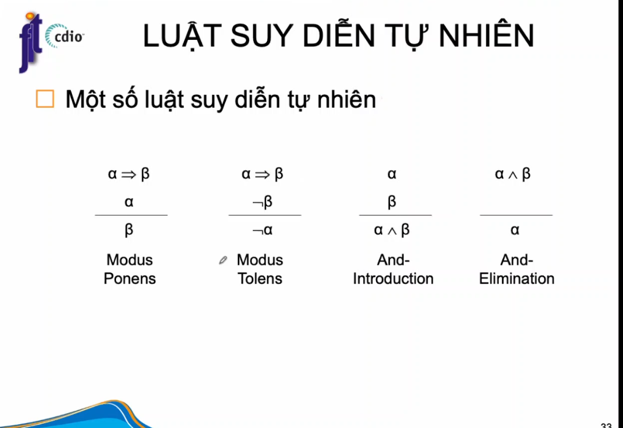 fit cdio
LUẬT SUY DIỄN TỰ NHIÊN
Một số luật suy diễn tự nhiên
α ⇒ β
α
β
Modus
Ponens
α ⇒ β
¬β
¬α
Modus
Tolens
α
β
α ∧ β
And-
Introduction
α ∧ β
α
And-
Elimination
33